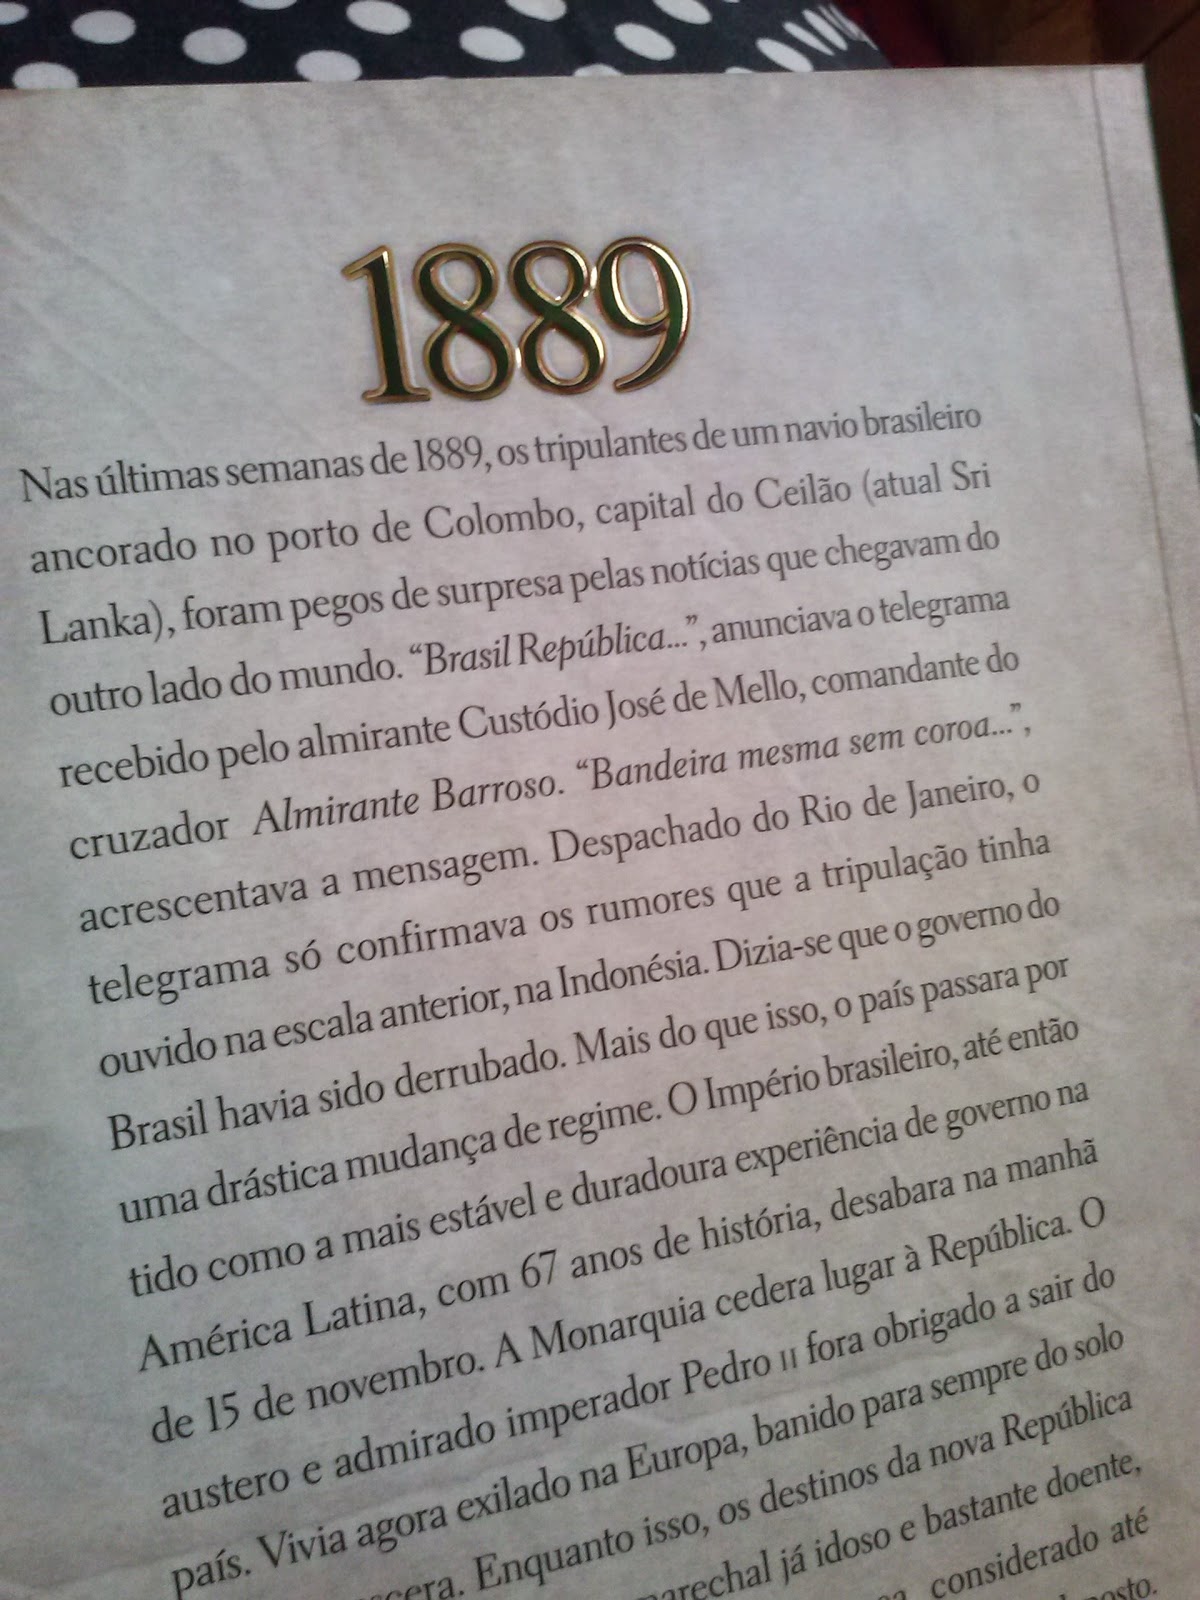 1889
Nas últimas semanas de 1889, os tripulantes de um navio brasileiro
ancorado no porto de Colombo, capital do Ceilão (atual Sri
Lanka), foram pegos de surpresa pelas notícias que chegavam do
outro lado do mundo. “Brasil República...”, anunciava o telegrama
recebido pelo almirante Custódio José de Mello, comandante do
cruzador Almirante Barroso. “Bandeira mesma sem coroa...”,
acrescentava a mensagem. Despachado do Rio de Janeiro, o
telegrama só confirmava os rumores que a tripulação tinha
ouvido na escala anterior, na Indonésia. Dizia-se que o governo do
Brasil havia sido derrubado. Mais do que isso, o país passara por
uma drástica mudança de regime. O Império brasileiro, até então
tido como a mais estável e duradoura experiência de governo na
América Latina, com 67 anos de história, desabara na manhã
de 15 de novembro. A Monarquia cedera lugar à República. O
austero e admirado imperador Pedro II fora obrigado a sair do
país. Vivia agora exilado na Europa, banido para sempre do solo
Enquanto isso, os destinos da nova República
já idoso e bastante doente,
considerado até